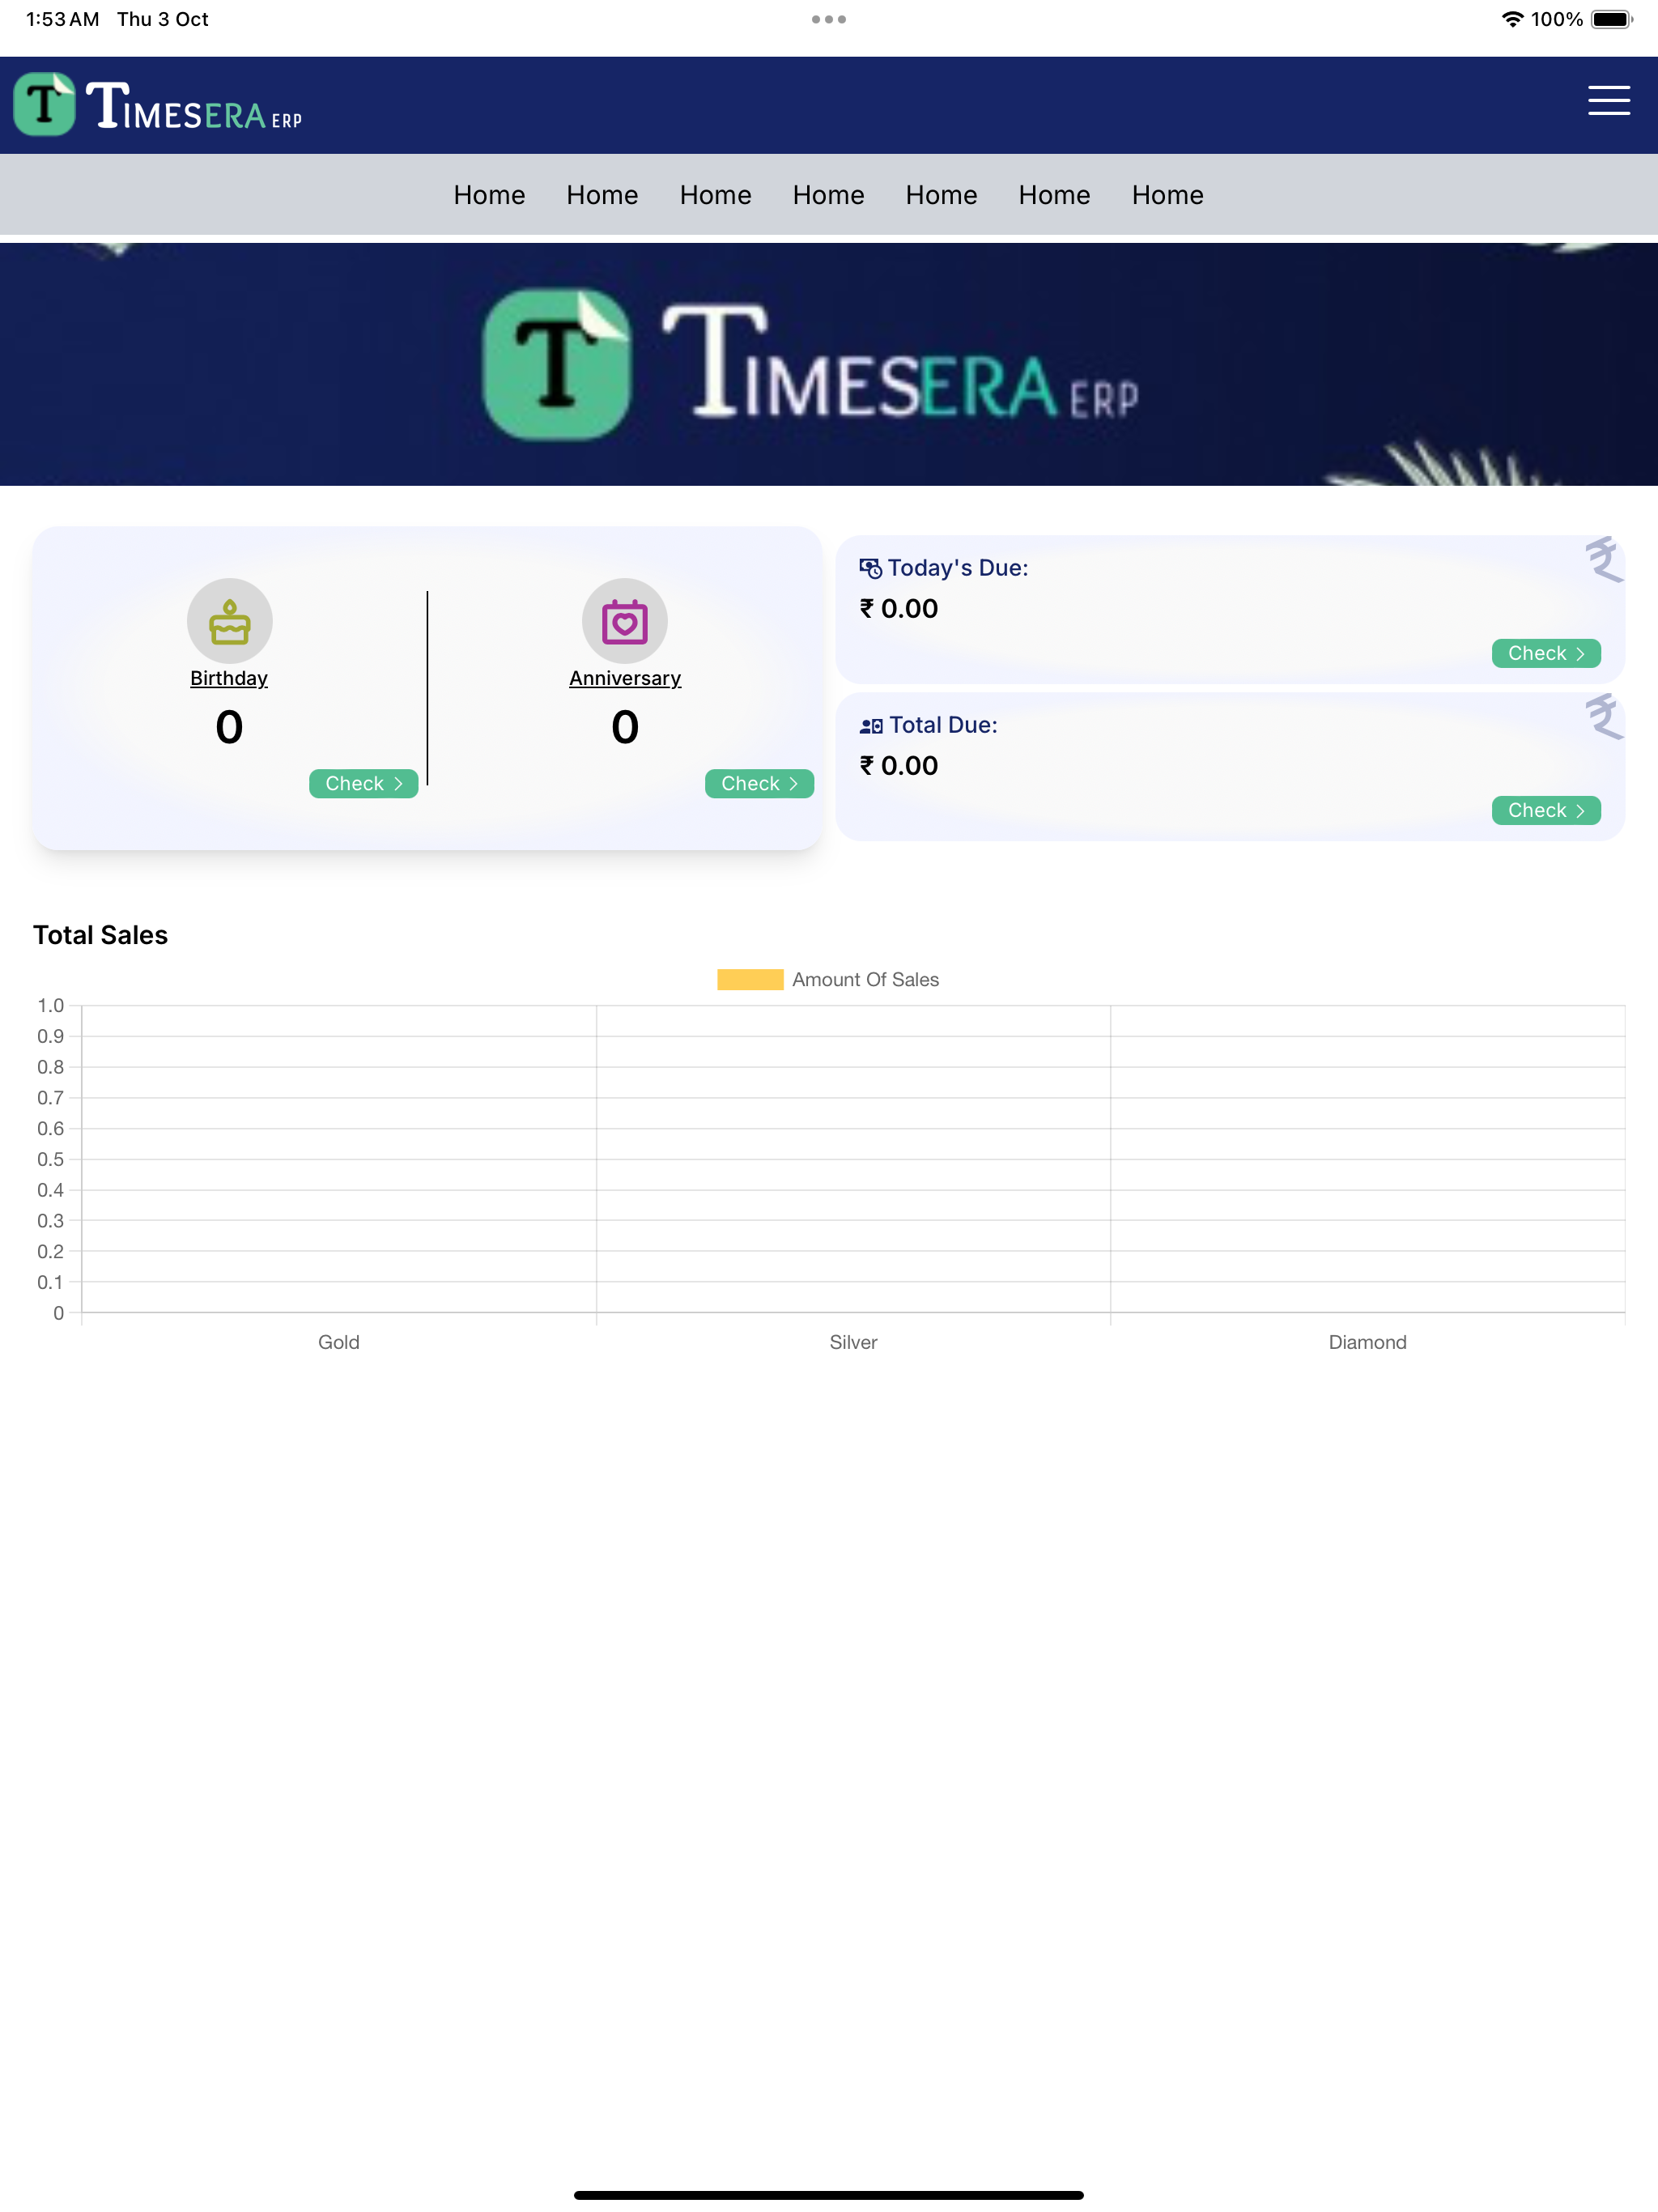 1:53 AM Thu 3 Oct
100%
T TIMESERA ERP
Home Home Home Home Home Home Home
T TIMESERA ERP
Birthday
0
Check >
Anniversary
0
Check >
Today's Due:
₹
₹ 0.00
Check >
Total Due:
₹
₹ 0.00
Check >
Total Sales
Amount Of Sales
1.0
0.9
0.8
0.7
0.6
0.5
0.4
0.3
0.2
0.1
0
Gold Silver Diamond